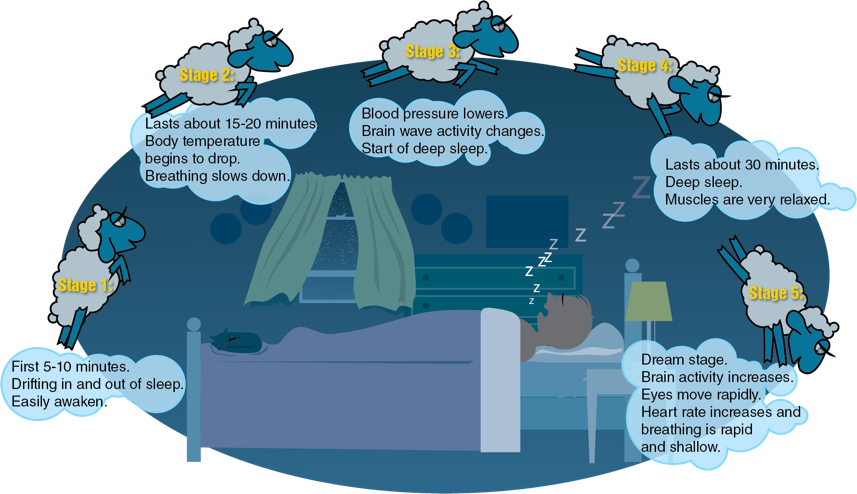 Stage 1:
First 5-10 minutes.
Drifting in and out of sleep.
Easily awaken.
Stage 2:
Lasts about 15-20 minutes.
Body temperature
begins to drop.
Breathing slows down.
Stage 3:
Blood pressure lowers.
Brain wave activity changes.
Start of deep sleep.
Stage 4:
Lasts about 30 minutes.
Deep sleep.
Muscles are very relaxed.
Stage 5:
Dream stage.
Brain activity increases.
Eyes move rapidly.
Heart rate increases and
breathing is rapid
and shallow.
Z
Z
Z
Z
Z
Z
Z
Z
Z
z